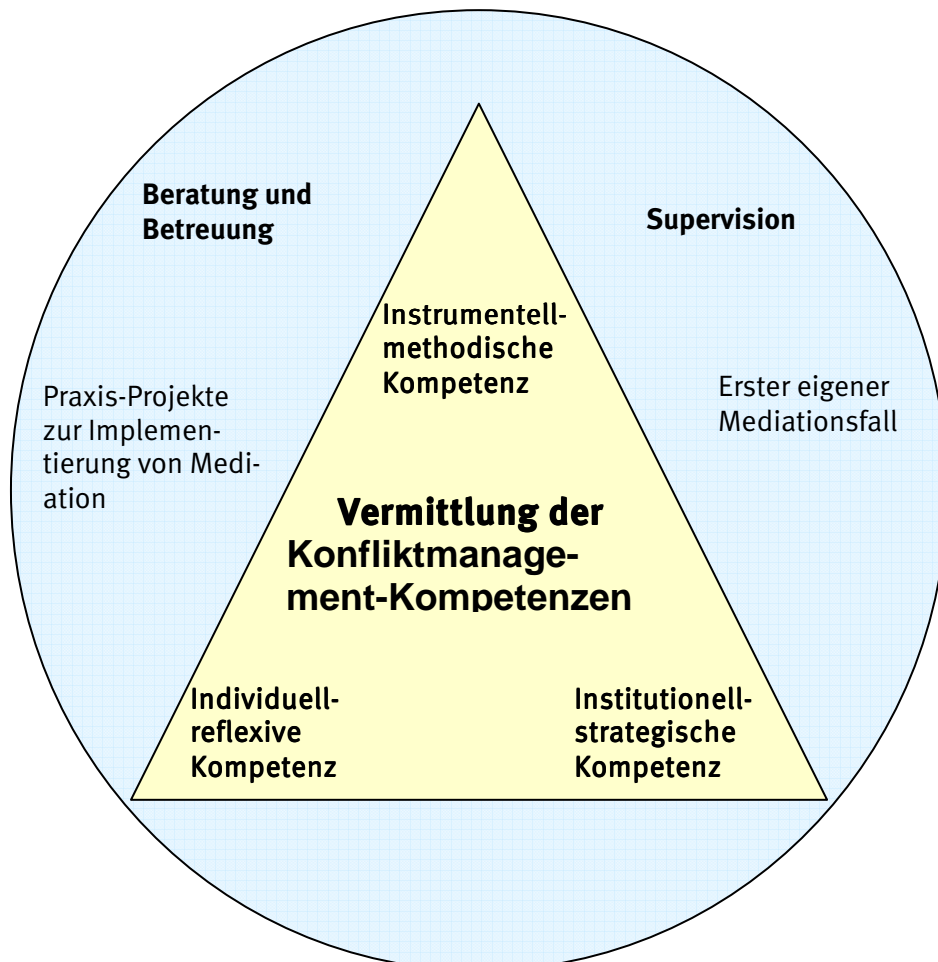 Beratung und
Betreuung
Supervision
Instrumentell-
methodische
Kompetenz
Praxis-Projekte
zur Implemen-
tierung von Medi-
ation
Erster eigener
Mediationsfall
Vermittlung der
Konfliktmanage-
ment-Kompetenzen
Individuell-
reflexive
Kompetenz
Institutionell-
strategische
Kompetenz